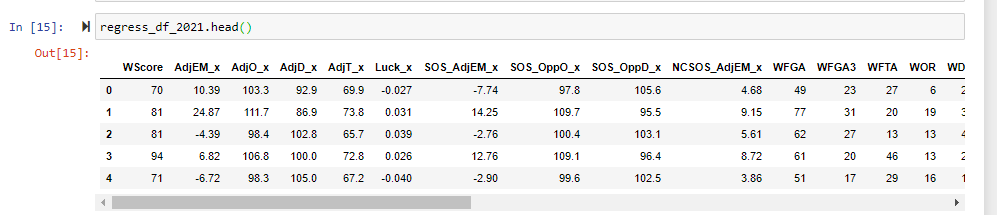 In [15]: regress_df_2021.head()
Out[15]:
WScore AdjEM_x AdjO_x AdjD_x AdjT_x Luck_x SOS_AdjEM_x SOS_OppO_x SOS_OppD_x NCSOS_AdjEM_x WFGA WFGA3 WFTA WOR WD
0 70 10.39 103.3 92.9 69.9 -0.027 -7.74 97.8 105.6 4.68 49 23 27 6 2
1 81 24.87 111.7 86.9 73.8 0.031 14.25 109.7 95.5 9.15 77 31 20 19 3
2 81 -4.39 98.4 102.8 65.7 0.039 -2.76 100.4 103.1 5.61 62 27 13 13 4
3 94 6.82 106.8 100.0 72.8 0.026 12.76 109.1 96.4 8.72 61 20 46 13 2
4 71 -6.72 98.3 105.0 67.2 -0.040 -2.90 99.6 102.5 3.86 51 17 29 16 1